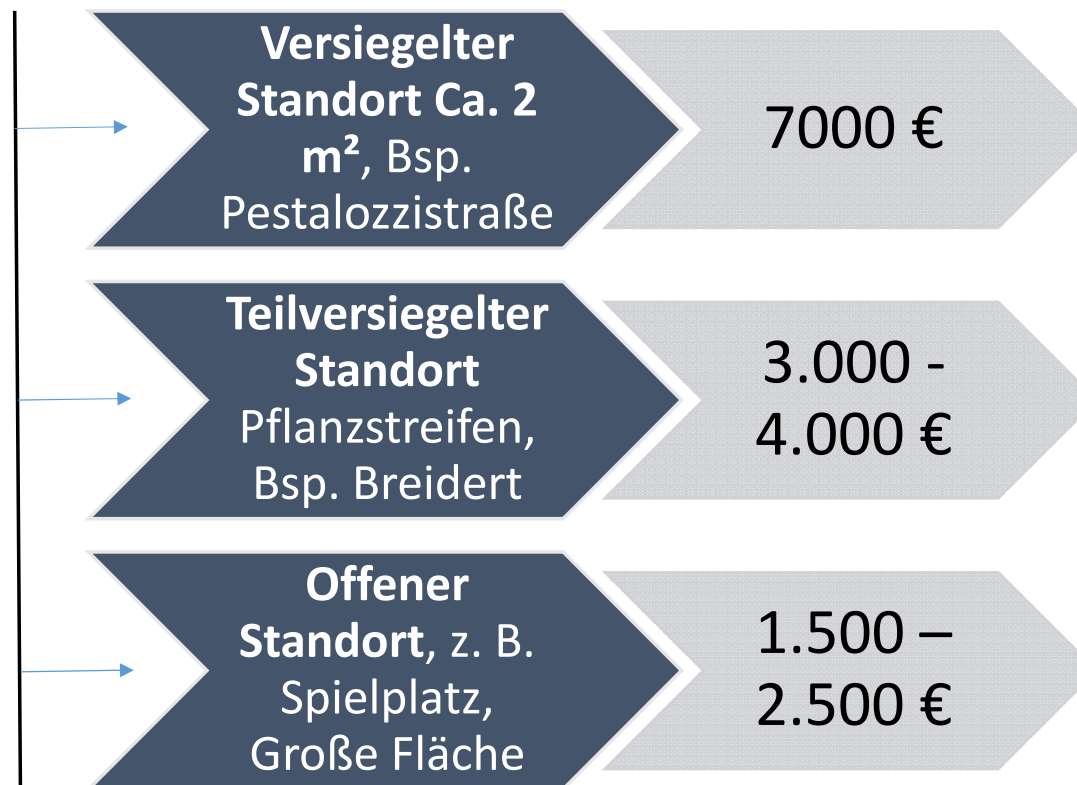 Versiegelter
Standort Ca. 2
m², Bsp.
Pestalozzistraße
7000 €
Teilversiegelter
Standort
Pflanzstreifen,
Bsp. Breidert
3.000 -
4.000 €
Offener
Standort, z. B.
Spielplatz,
Große Fläche
1.500 –
2.500 €